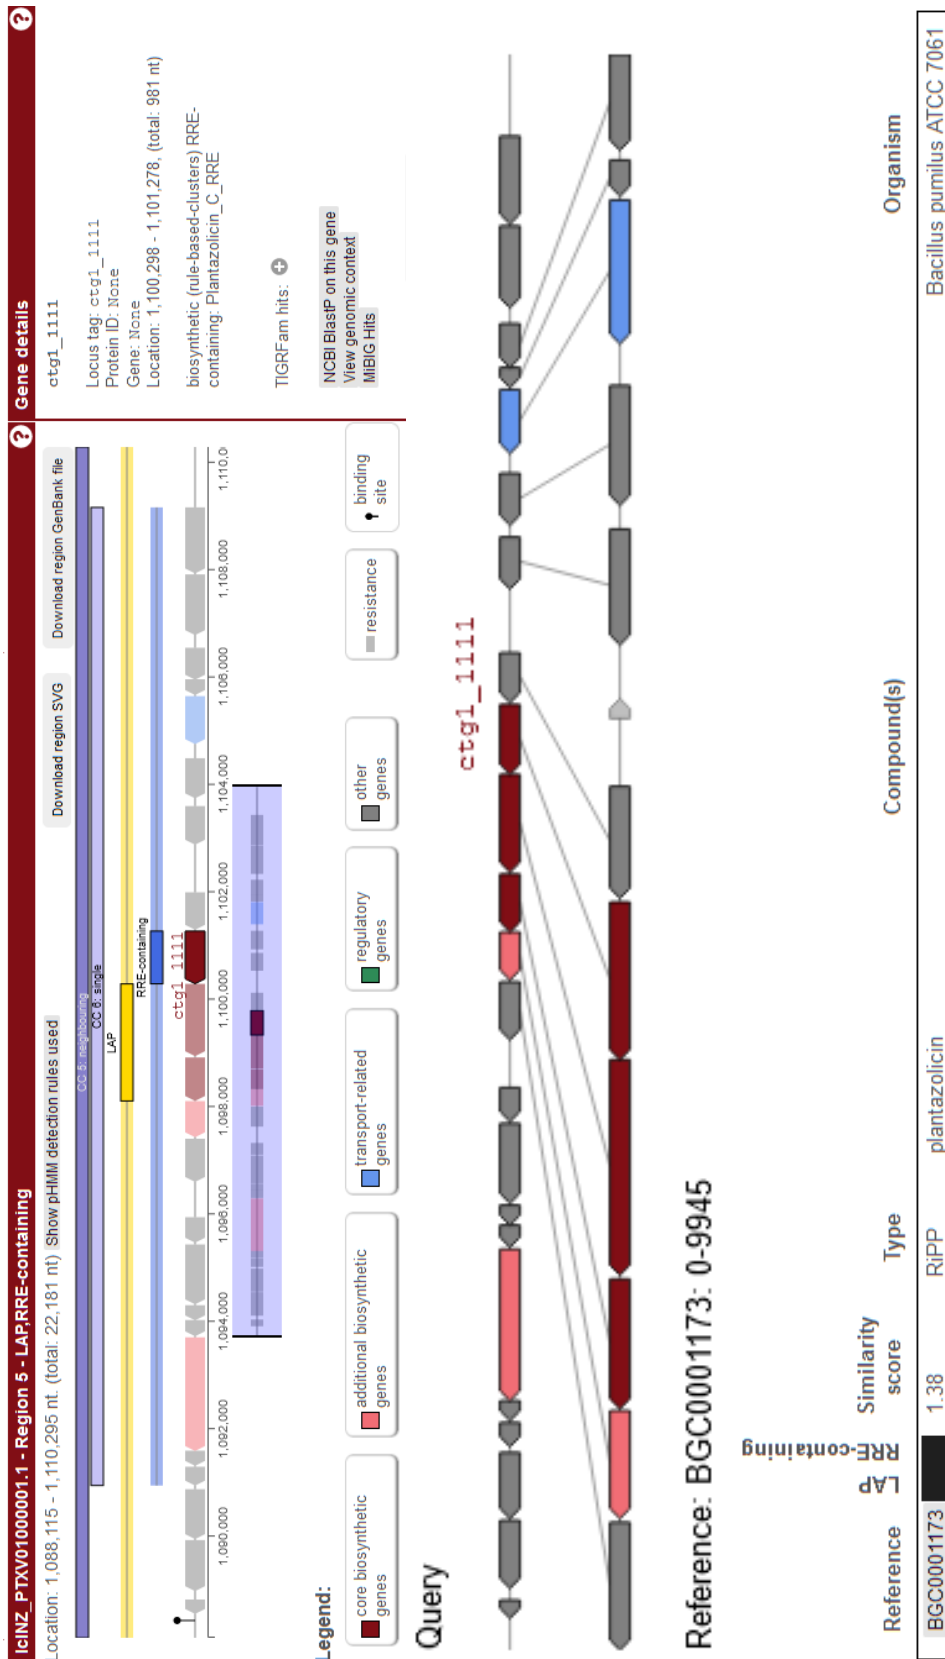 lclNZ_PTXV01000001.1 - Region 5 - LAP,RRE-containing
?
Gene details
?
Location: 1,088,115 - 1,110,295 nt. (total: 22,181 nt) Show pHMM detection rules used
Download region SVG
Download region GenBank file
CC 5: neighbouring
CC 6: single
LAP
RRE-containing
ctg1_1111
1,090,000
1,092,000
1,094,000
1,096,000
1,098,000
1,100,000
1,102,000
1,104,000
1,106,000
1,108,000
1,110,0
ctg1_1111
Locus tag: ctg1_1111
Protein ID: None
Gene: None
Location: 1,100,298 - 1,101,278, (total: 981 nt)
biosynthetic (rule-based-clusters) RRE-
containing: Plantazolicin_C_RRE
TIGRFam hits:
NCBI BlastP on this gene
View genomic context
MiBIG Hits
Legend:
core biosynthetic
genes
additional biosynthetic
genes
transport-related
genes
regulatory
genes
other
genes
resistance
binding
site
Query
ctg1_1111
Reference: BGC0001173: 0-9945
Reference
LAP
RRE-containing
Similarity
score
Type
Compound(s)
Organism
BGC0001173
1.38
RiPP
plantazolicin
Bacillus pumilus ATCC 7061